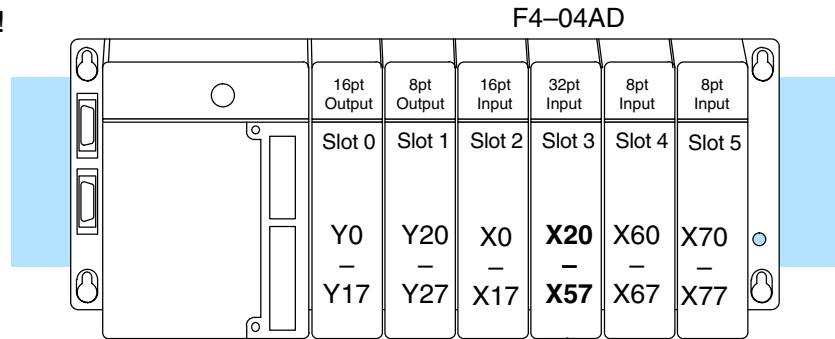 !
F4–04AD
16pt Output
8pt Output
16pt Input
32pt Input
8pt Input
8pt Input
Slot 0
Slot 1
Slot 2
Slot 3
Slot 4
Slot 5
Y0 – Y17
Y20 – Y27
X0 – X17
X20 – X57
X60 – X67
X70 – X77